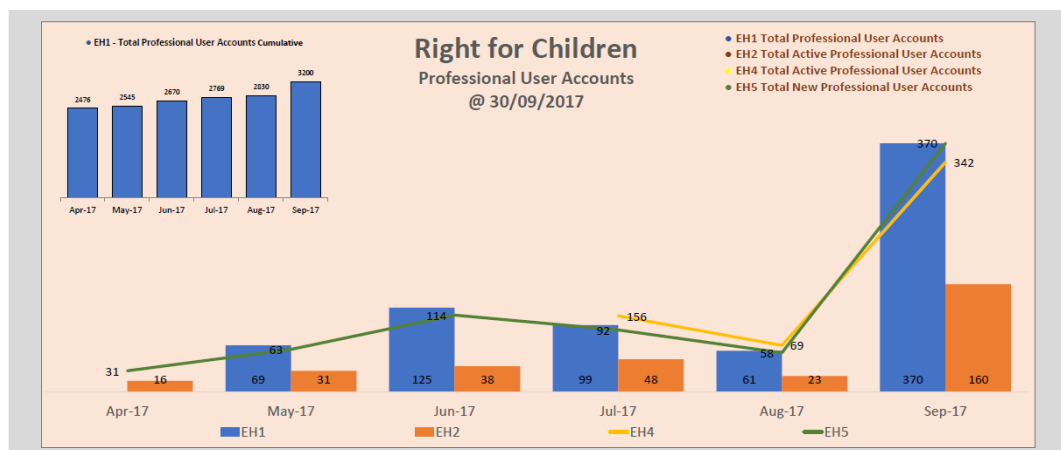 EH1 - Total Professional User Accounts Cumulative
2476 2545 2670 2769 2830 3200
Apr-17 May-17 Jun-17 Jul-17 Aug-17 Sep-17
Right for Children
Professional User Accounts
@ 30/09/2017
EH1 Total Professional User Accounts
EH2 Total Active Professional User Accounts
EH4 Total Active Professional User Accounts
EH5 Total New Professional User Accounts
370
342
114
156
92
69
58
63
31
16 69 31 125 38 99 48 61 23 370 160
Apr-17 May-17 Jun-17 Jul-17 Aug-17 Sep-17
EH1 EH2 EH4 EH5